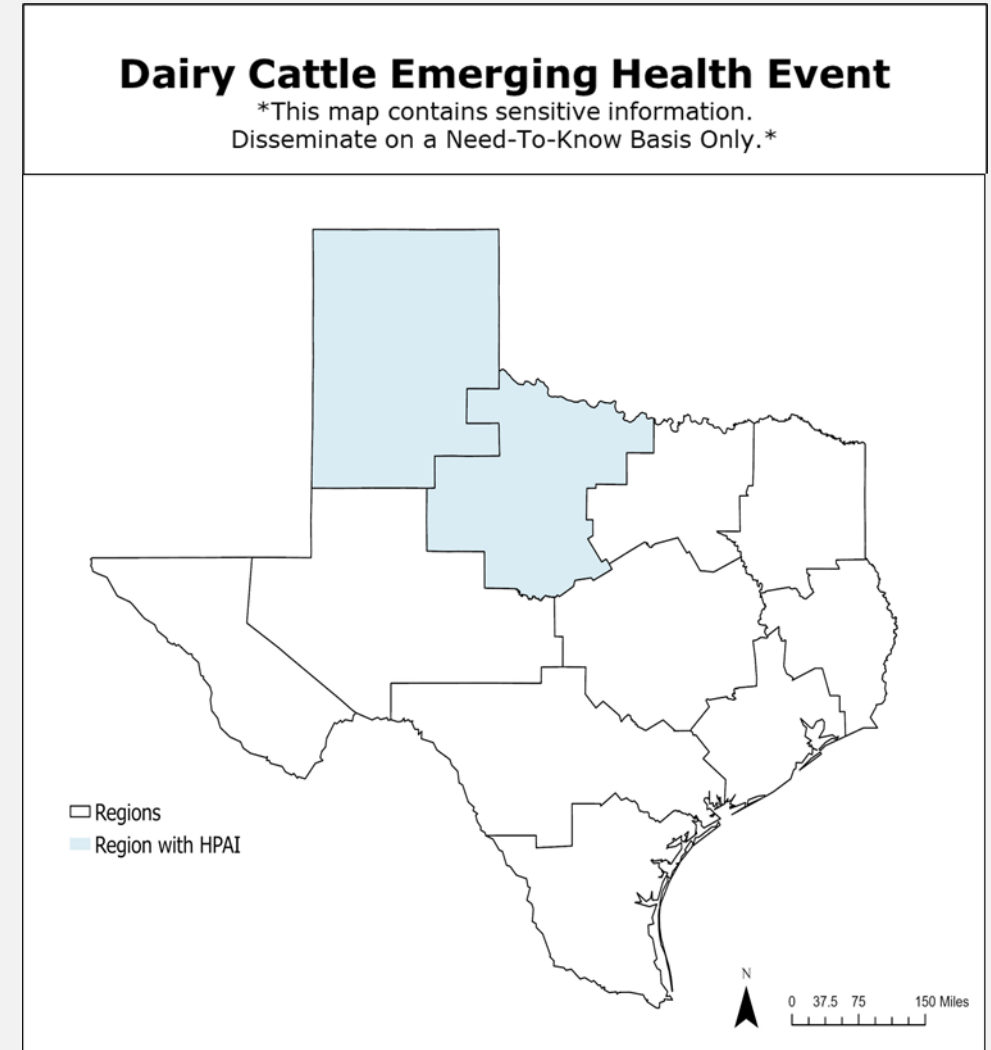 Dairy Cattle Emerging Health Event
*This map contains sensitive information.
Disseminate on a Need-To-Know Basis Only.*
Regions
Region with HPAI
N
0 37.5 75 150 Miles